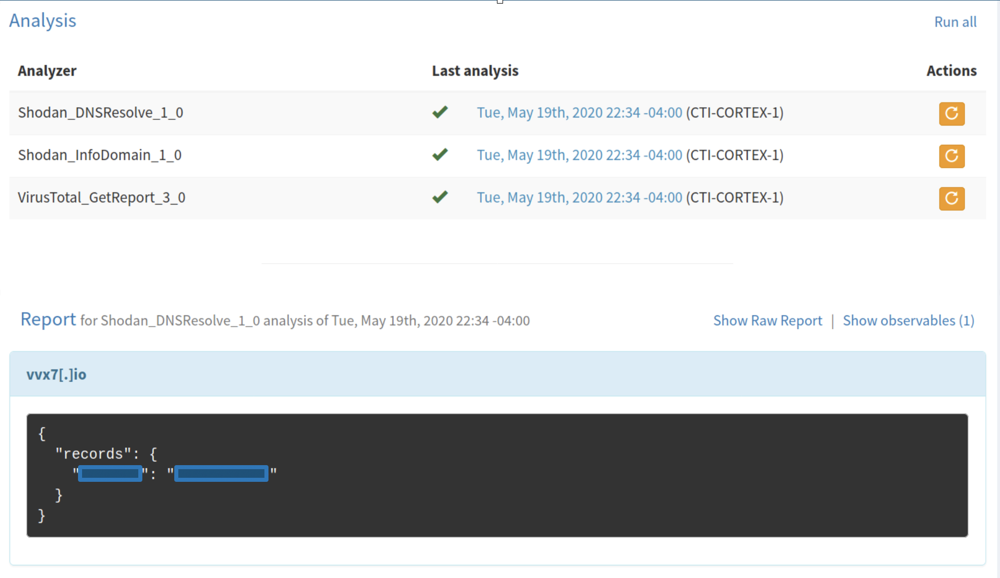 Analysis Run all
Analyzer Last analysis Actions
Shodan_DNSResolve_1_0 Tue, May 19th, 2020 22:34 -04:00 (CTI-CORTEX-1)
Shodan_InfoDomain_1_0 Tue, May 19th, 2020 22:34 -04:00 (CTI-CORTEX-1)
VirusTotal_GetReport_3_0 Tue, May 19th, 2020 22:34 -04:00 (CTI-CORTEX-1)
Report for Shodan_DNSResolve_1_0 analysis of Tue, May 19th, 2020 22:34 -04:00 Show Raw Report | Show observables (1)
vvx7[.]io
{
"records": {
"": ""
}
}